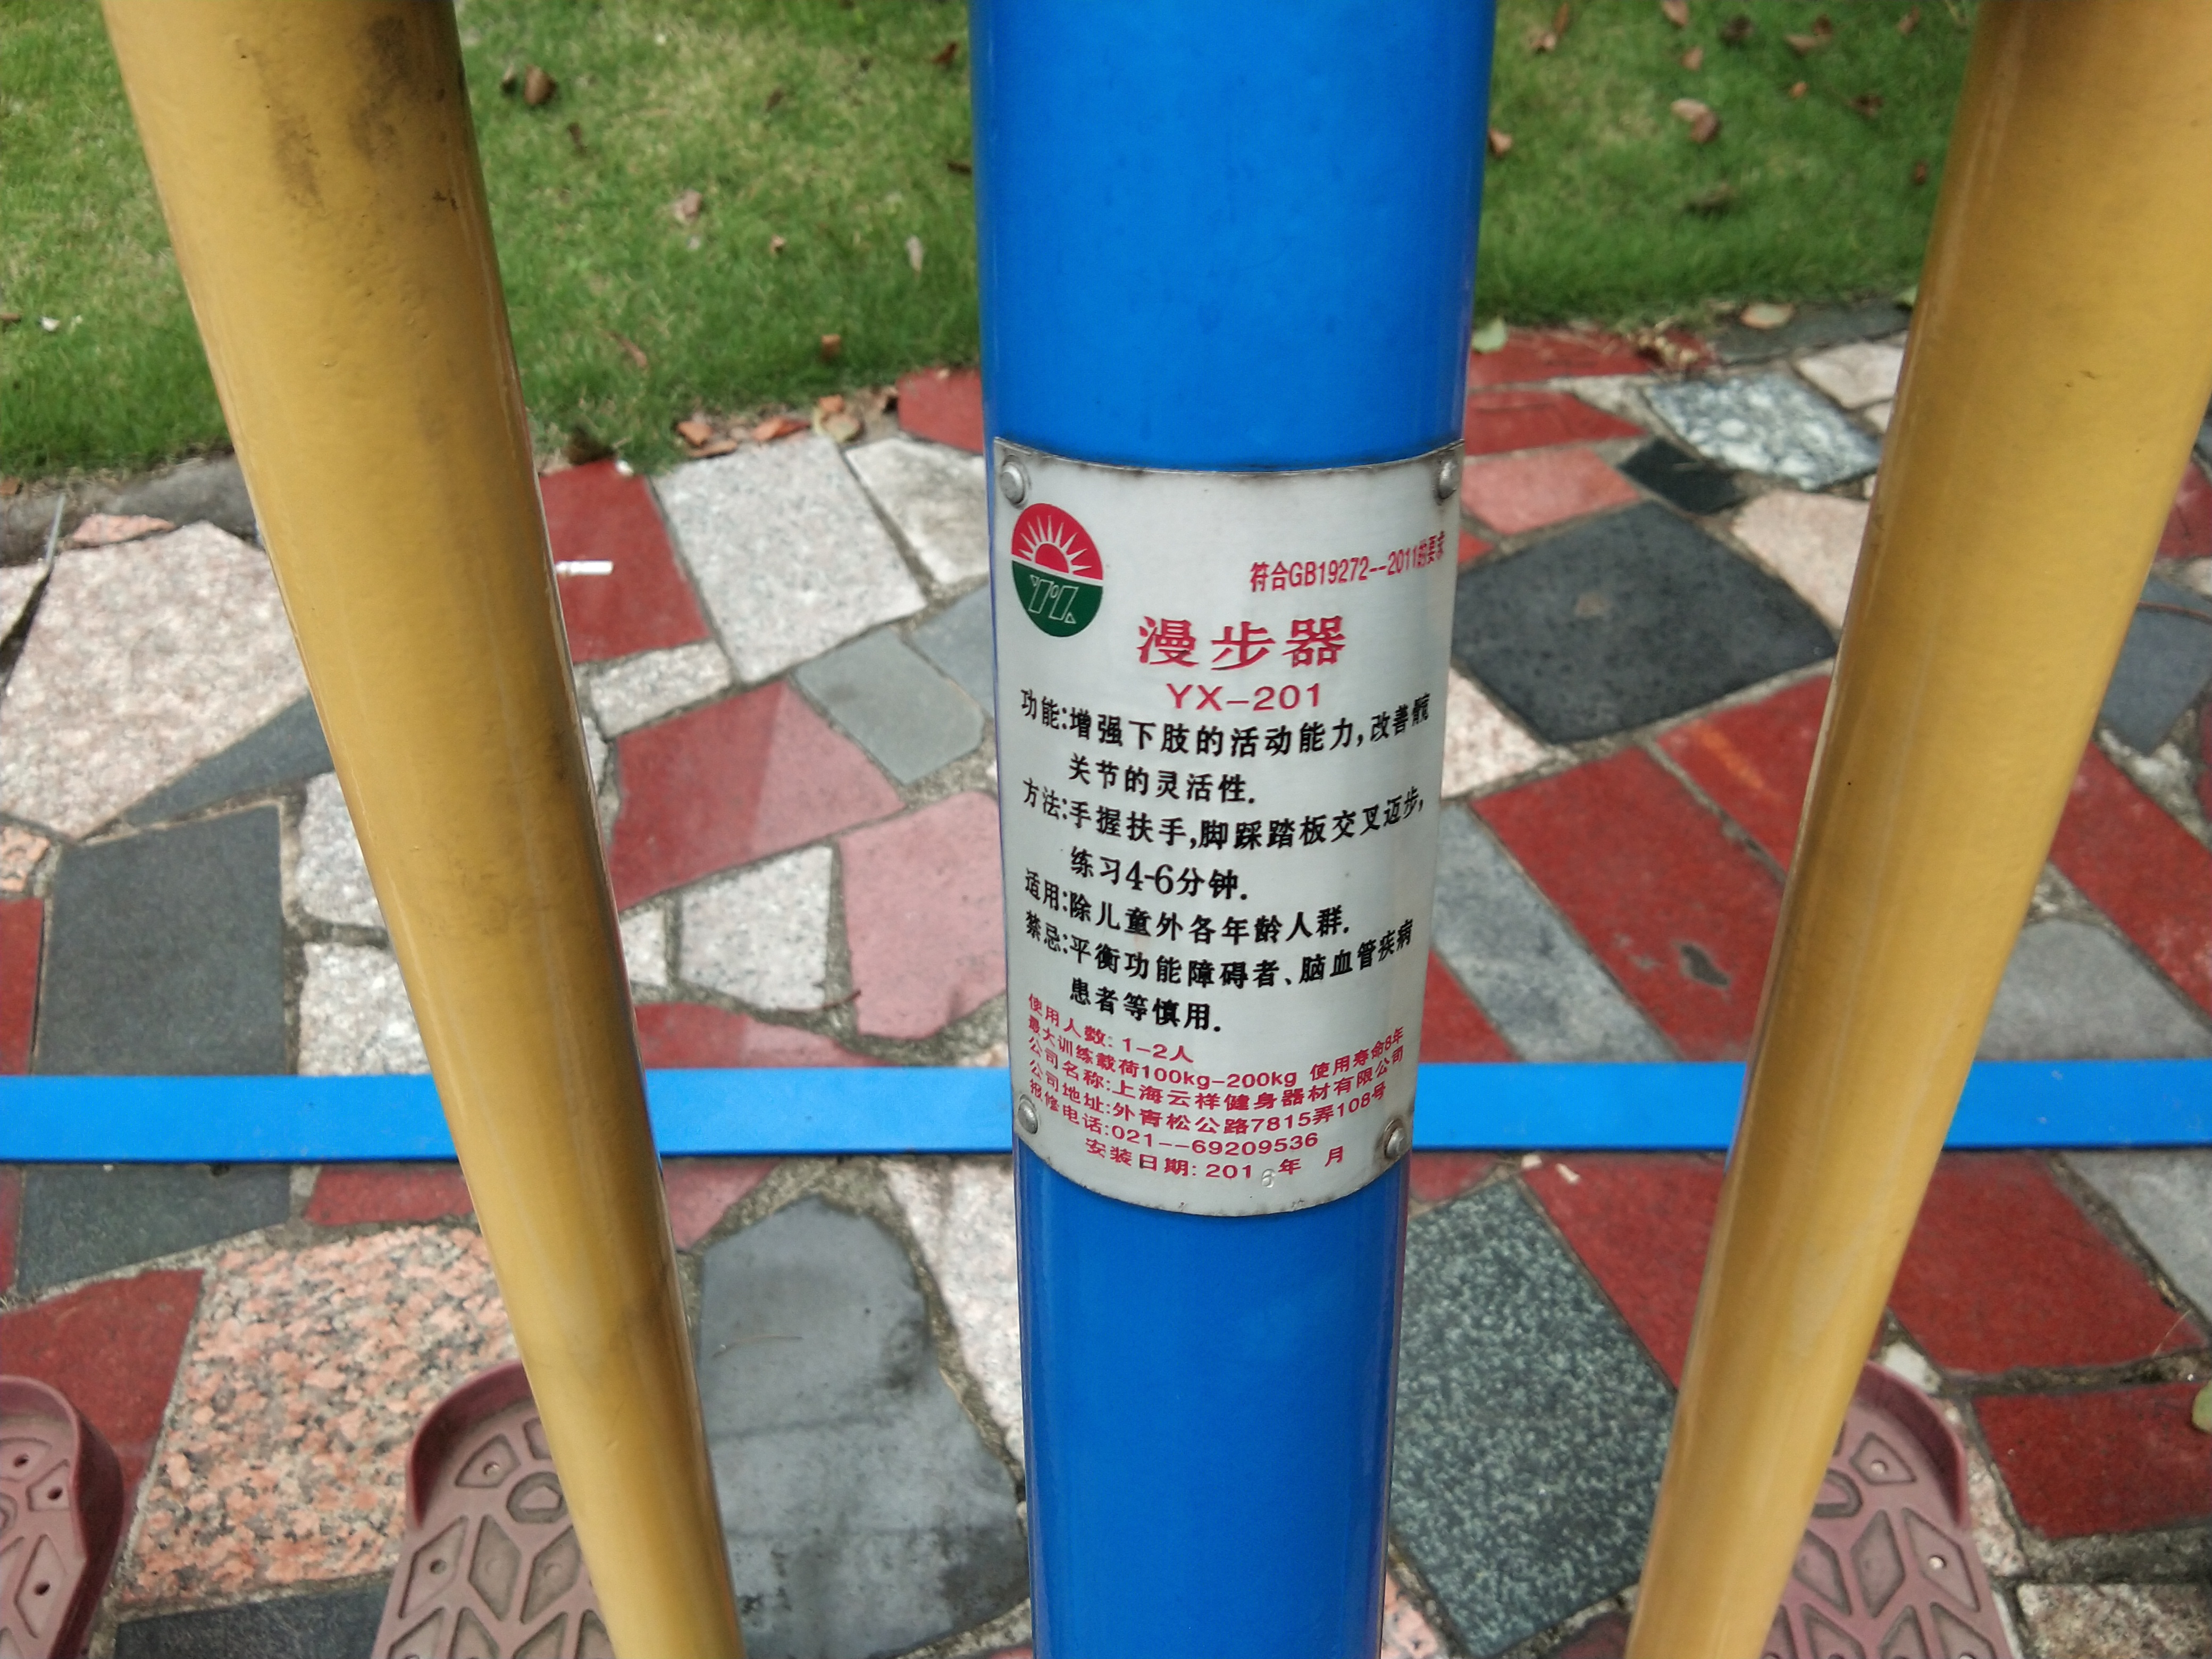 符合GB19272--2011的要求
漫步器
YX-201
功能:增强下肢的活动能力,改善髋
关节的灵活性.
方法:手握扶手,脚踩踏板交叉迈步,
练习4-6分钟.
适用:除儿童外各年龄人群.
禁忌:平衡功能障碍者、脑血管疾病
患者等慎用.
使用人数: 1-2人
最大训练载荷100kg-200kg 使用寿命8年
公司名称:上海云祥健身器材有限公司
公司地址:外青松公路7815弄108号
报修电话:021--69209536
安装日期: 2016年 月